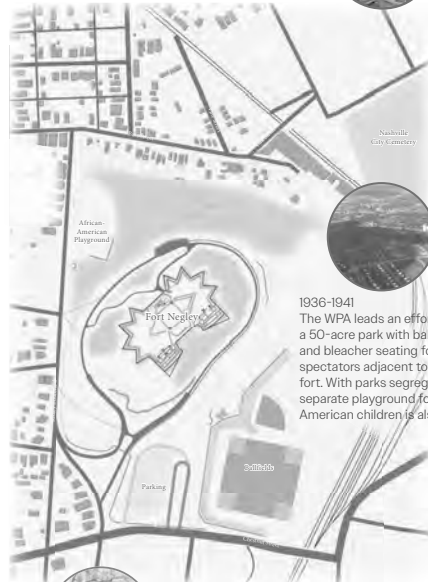 Nashville
City Cemetery
African-
American
Playground
Fort Negley
1936-1941
The WPA leads an effo
a 50-acre park with ba
and bleacher seating fo
spectators adjacent to
fort. With parks segreg
separate playground fo
American children is al
Ballfields
Parking